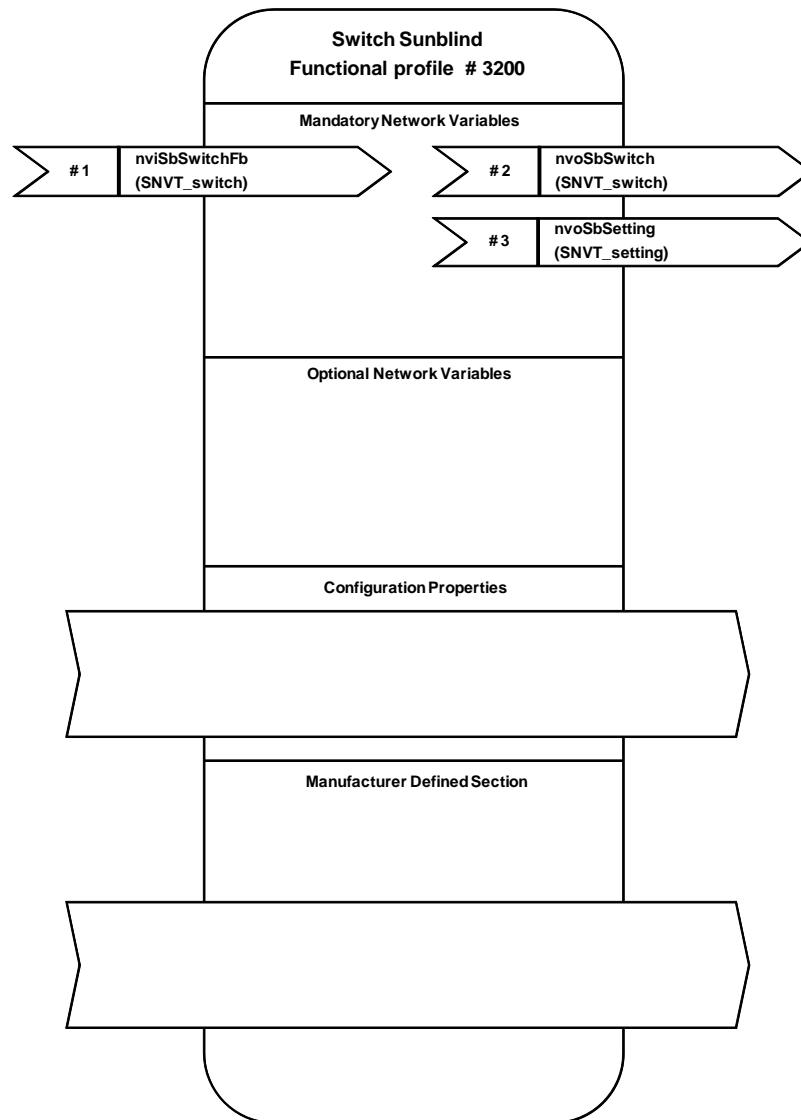 Switch Sunblind
Functional profile # 3200
Mandatory Network Variables
# 1
nviSbSwitchFb
(SNVT_switch)
# 2
nvoSbSwitch
(SNVT_switch)
# 3
nvoSbSetting
(SNVT_setting)
Optional Network Variables
Configuration Properties
Manufacturer Defined Section